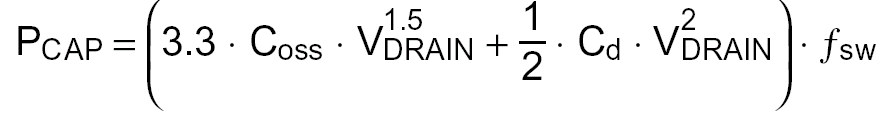 P_CAP = (3.3 · C_oss · V_DRAIN^1.5 + 1/2 · C_d · V_DRAIN^2) · f_sw